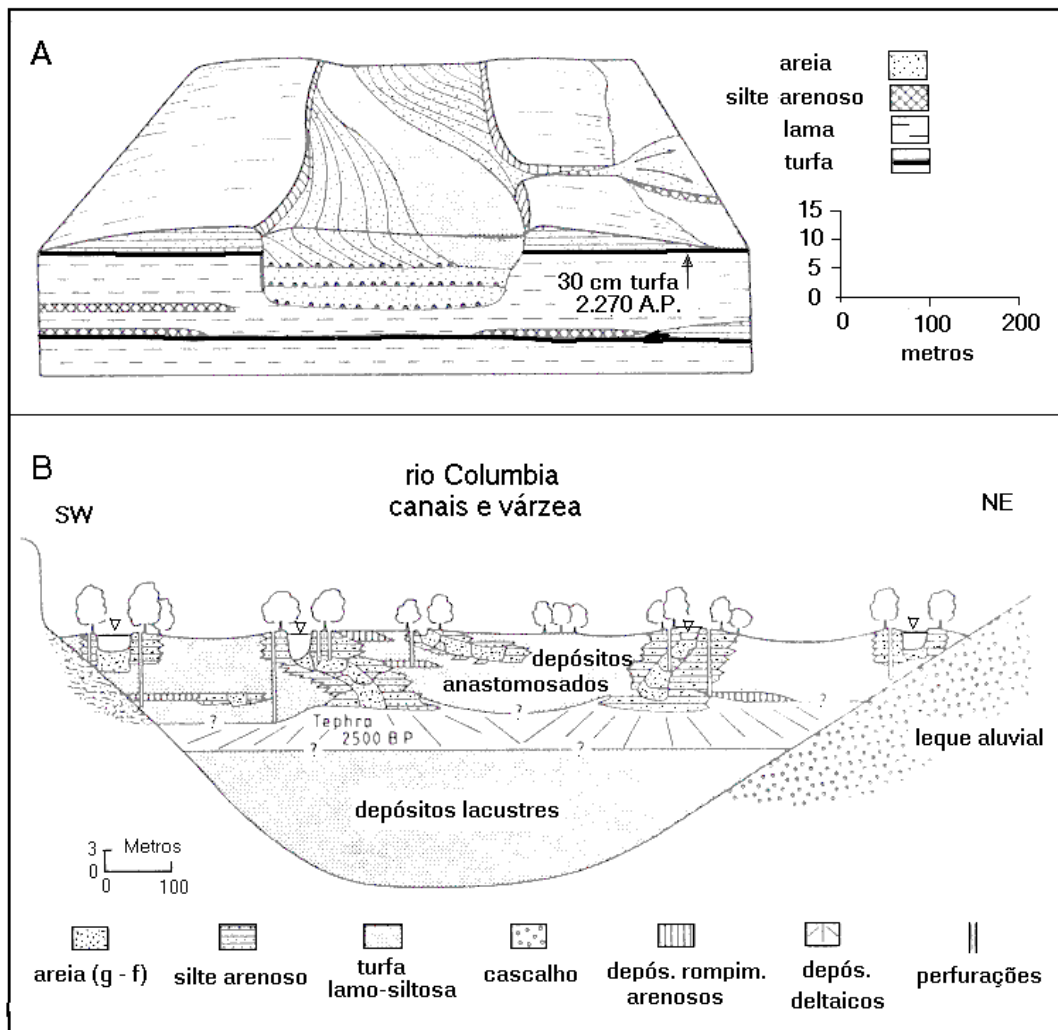 A
areia
silte arenoso
lama
turfa
15
10
5
0
0 100 200
metros
30 cm turfa
2.270 A.P.
B
rio Columbia
canais e várzea
SW
NE
depósitos
anastomosados
?
?
?
Tephra
2500 B P
?
?
leque aluvial
depósitos lacustres
3 Metros
0
100
areia (g - f)
silte arenoso
turfa
lamo-siltosa
cascalho
depós. rompim.
arenosos
depós.
deltaicos
perfurações